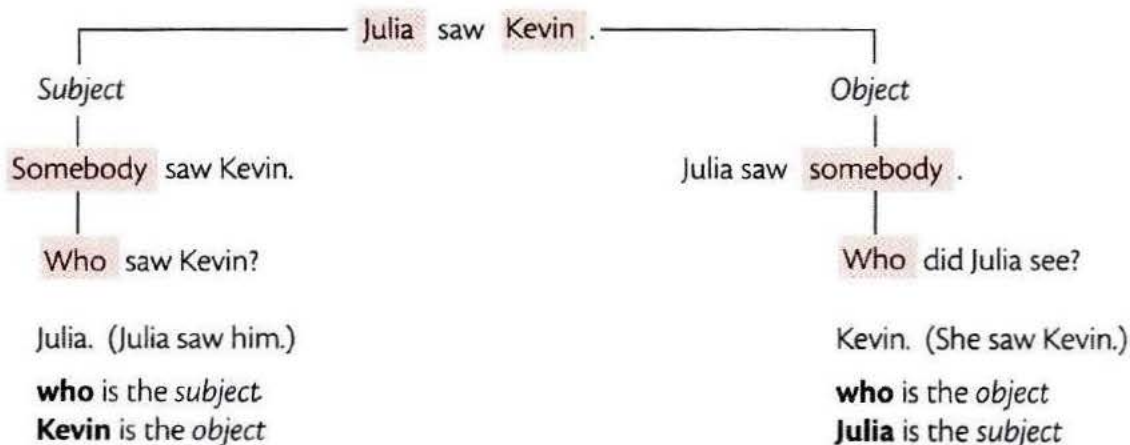 Julia saw Kevin .
Subject
Object
Somebody saw Kevin.
Julia saw somebody .
Who saw Kevin?
Who did Julia see?
Julia. (Julia saw him.)
Kevin. (She saw Kevin.)
who is the subject
who is the object
Kevin is the object
Julia is the subject